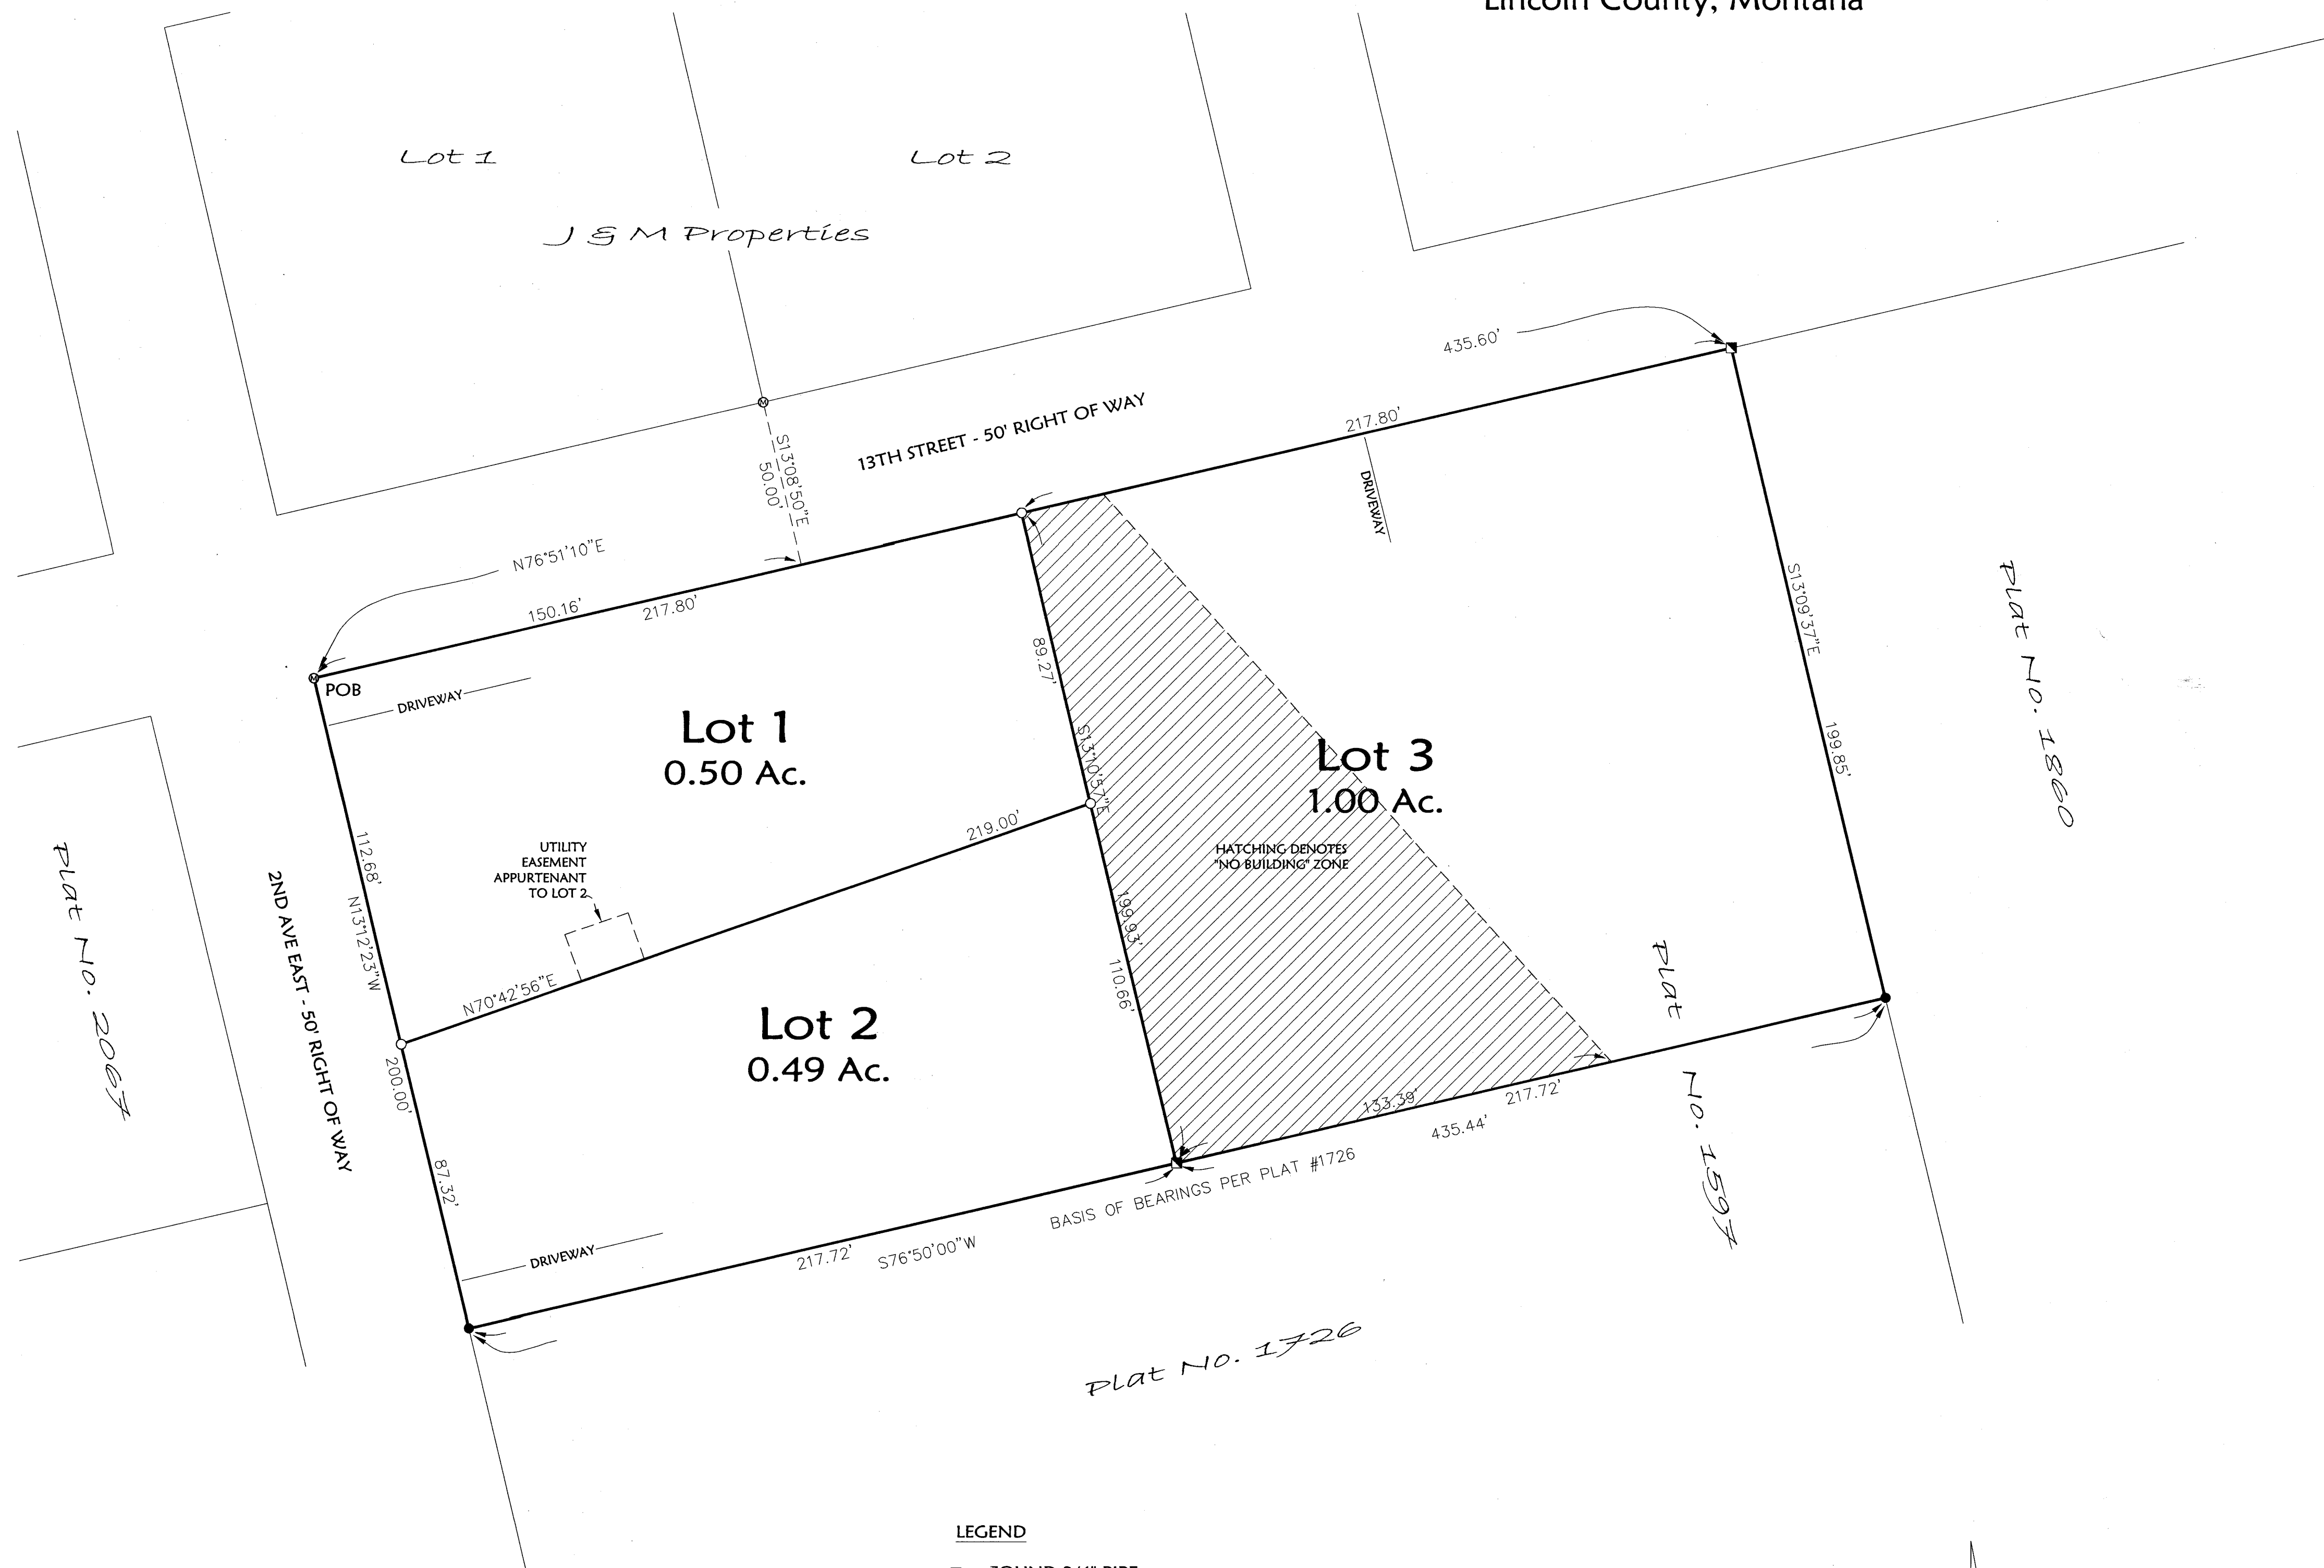 Lincoln County, Montana
Lot 1
Lot 2
J & M Properties
435.60'
13TH STREET - 50' RIGHT OF WAY
217.80'
S13°08'50"E
50.00'
DRIVEWAY
N76°51'10"E
150.16'
217.80'
POB
DRIVEWAY
Lot 1
0.50 Ac.
89.27'
S13°10'57"E
Lot 3
1.00 Ac.
HATCHING DENOTES
"NO BUILDING" ZONE
S13°09'37"E
199.85'
Plat No. 1860
112.68'
N13°12'23"W
UTILITY
EASEMENT
APPURTENANT
TO LOT 2
219.00'
N70°42'56"E
199.93'
110.66'
Plat No. 2067
2ND AVE EAST - 50' RIGHT OF WAY
Lot 2
0.49 Ac.
200.00'
87.32'
DRIVEWAY
217.72'
S76°50'00"W
BASIS OF BEARINGS PER PLAT #1726
133.39'
217.72'
435.44'
Plat No. 1597
Plat No. 1726
LEGEND